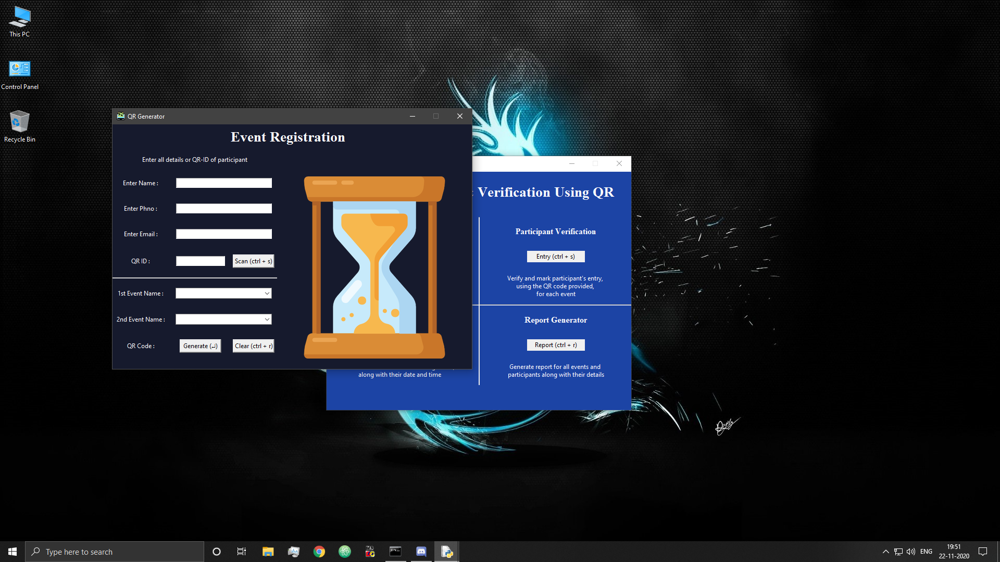 This PC
Control Panel
Recycle Bin
QR Generator
Event Registration
Enter all details or QR-ID of participant
Enter Name :
Enter Phno :
Enter Email :
QR ID :
Scan (ctrl + s)
1st Event Name :
2nd Event Name :
QR Code :
Generate (↵)
Clear (ctrl + r)
Verification Using QR
Participant Verification
Entry (ctrl + s)
Verify and mark participant's entry,
using the QR code provided,
for each event
Report Generator
Report (ctrl + r)
Generate report for all events and
participants along with their details
along with their date and time
Type here to search
ENG
19:51
22-11-2020